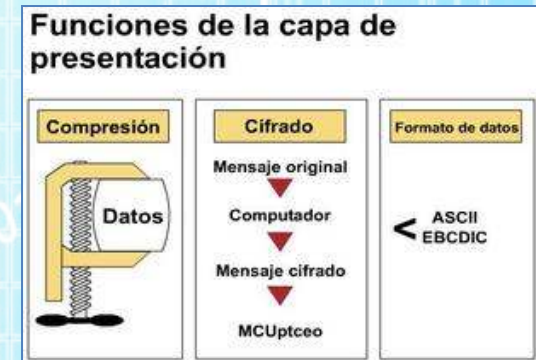 Funciones de la capa de
presentación
Compresión
Datos
Cifrado
Mensaje original
Computador
Mensaje cifrado
MCUptceo
Formato de datos
< ASCII
EBCDIC